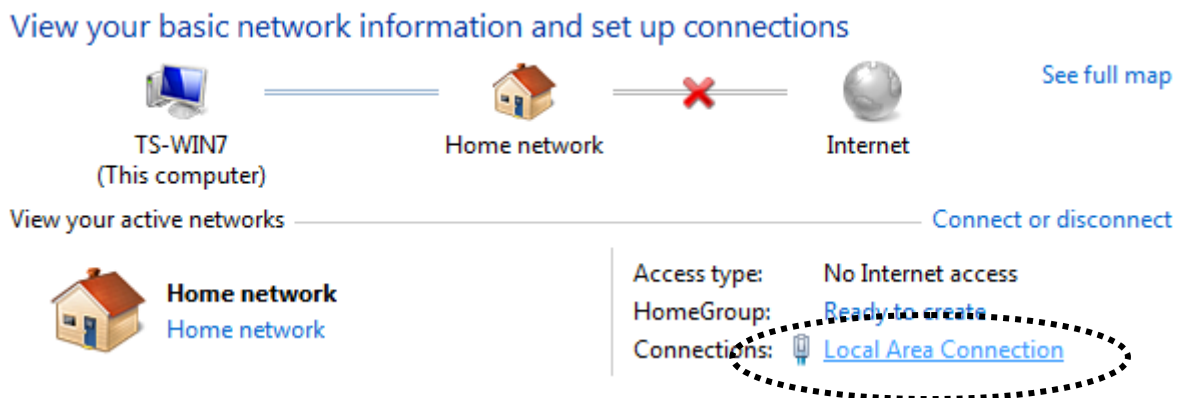 View your basic network information and set up connections
See full map
TS-WIN7
(This computer)
Home network
Internet
View your active networks
Connect or disconnect
Home network
Home network
Access type: No Internet access
HomeGroup: Ready to create
Connections: Local Area Connection